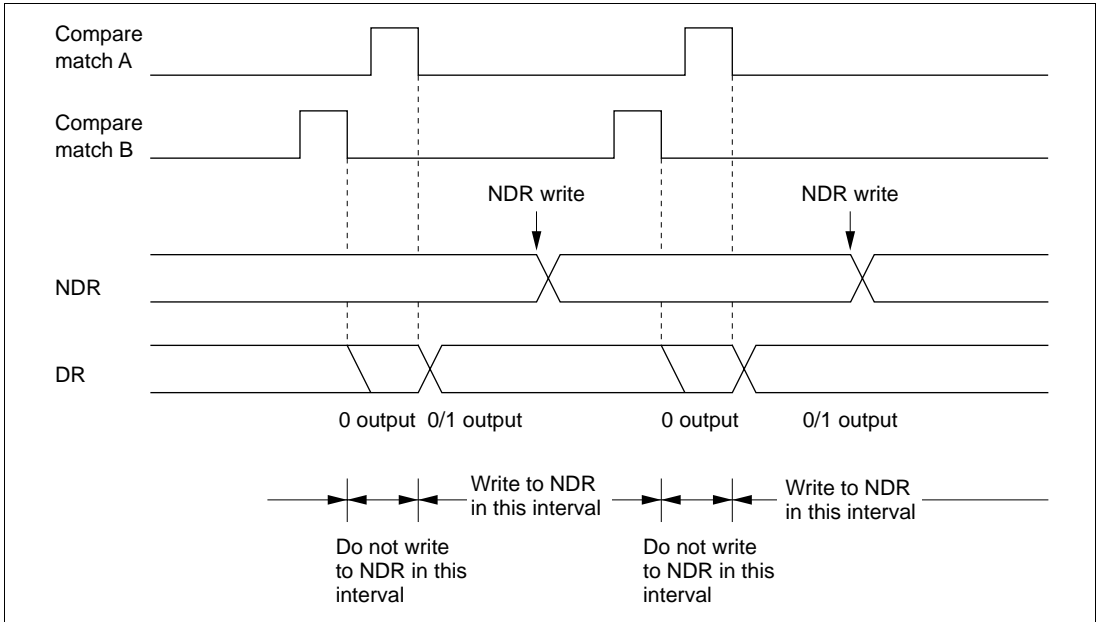 Compare
match A
Compare
match B
NDR write
NDR write
NDR
DR
0 output 0/1 output
0 output
0/1 output
Write to NDR
in this interval
Write to NDR
in this interval
Do not write
to NDR in this
interval
Do not write
to NDR in this
interval